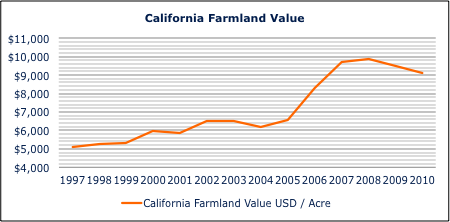 California Farmland Value
$11,000
$10,000
$9,000
$8,000
$7,000
$6,000
$5,000
$4,000
1997 1998 1999 2000 2001 2002 2003 2004 2005 2006 2007 2008 2009 2010
California Farmland Value USD / Acre